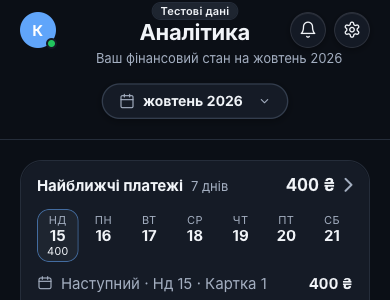 Тестові дані
К
Аналітика
Ваш фінансовий стан на жовтень 2026
жовтень 2026
Найближчі платежі 7 днів 400 ₴
НД ПН ВТ СР ЧТ ПТ СБ
15 16 17 18 19 20 21
400
Наступний · Нд 15 · Картка 1 400 ₴